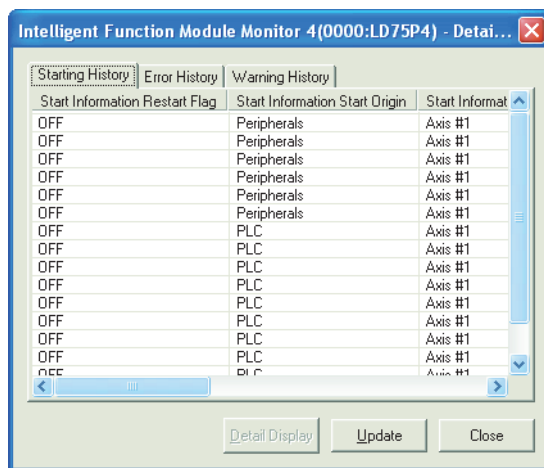 Intelligent Function Module Monitor 4(0000:LD75P4) - Detai...
Starting History Error History Warning History
Start Information Restart Flag Start Information Start Origin Start Informat
OFF Peripherals Axis #1
OFF Peripherals Axis #1
OFF Peripherals Axis #1
OFF Peripherals Axis #1
OFF Peripherals Axis #1
OFF Peripherals Axis #1
OFF PLC Axis #1
OFF PLC Axis #1
OFF PLC Axis #1
OFF PLC Axis #1
OFF PLC Axis #1
OFF PLC Axis #1
OFF PLC Axis #1
OFF PLC Axis #1
OFF PLC Axis #1
Detail Display Update Close